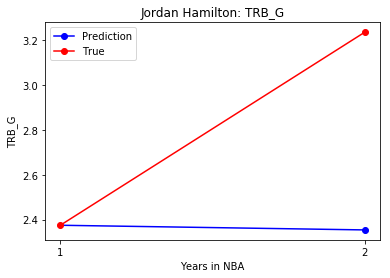 Jordan Hamilton: TRB_G
Prediction
True
TRB_G
3.2
3.0
2.8
2.6
2.4
1
2
Years in NBA